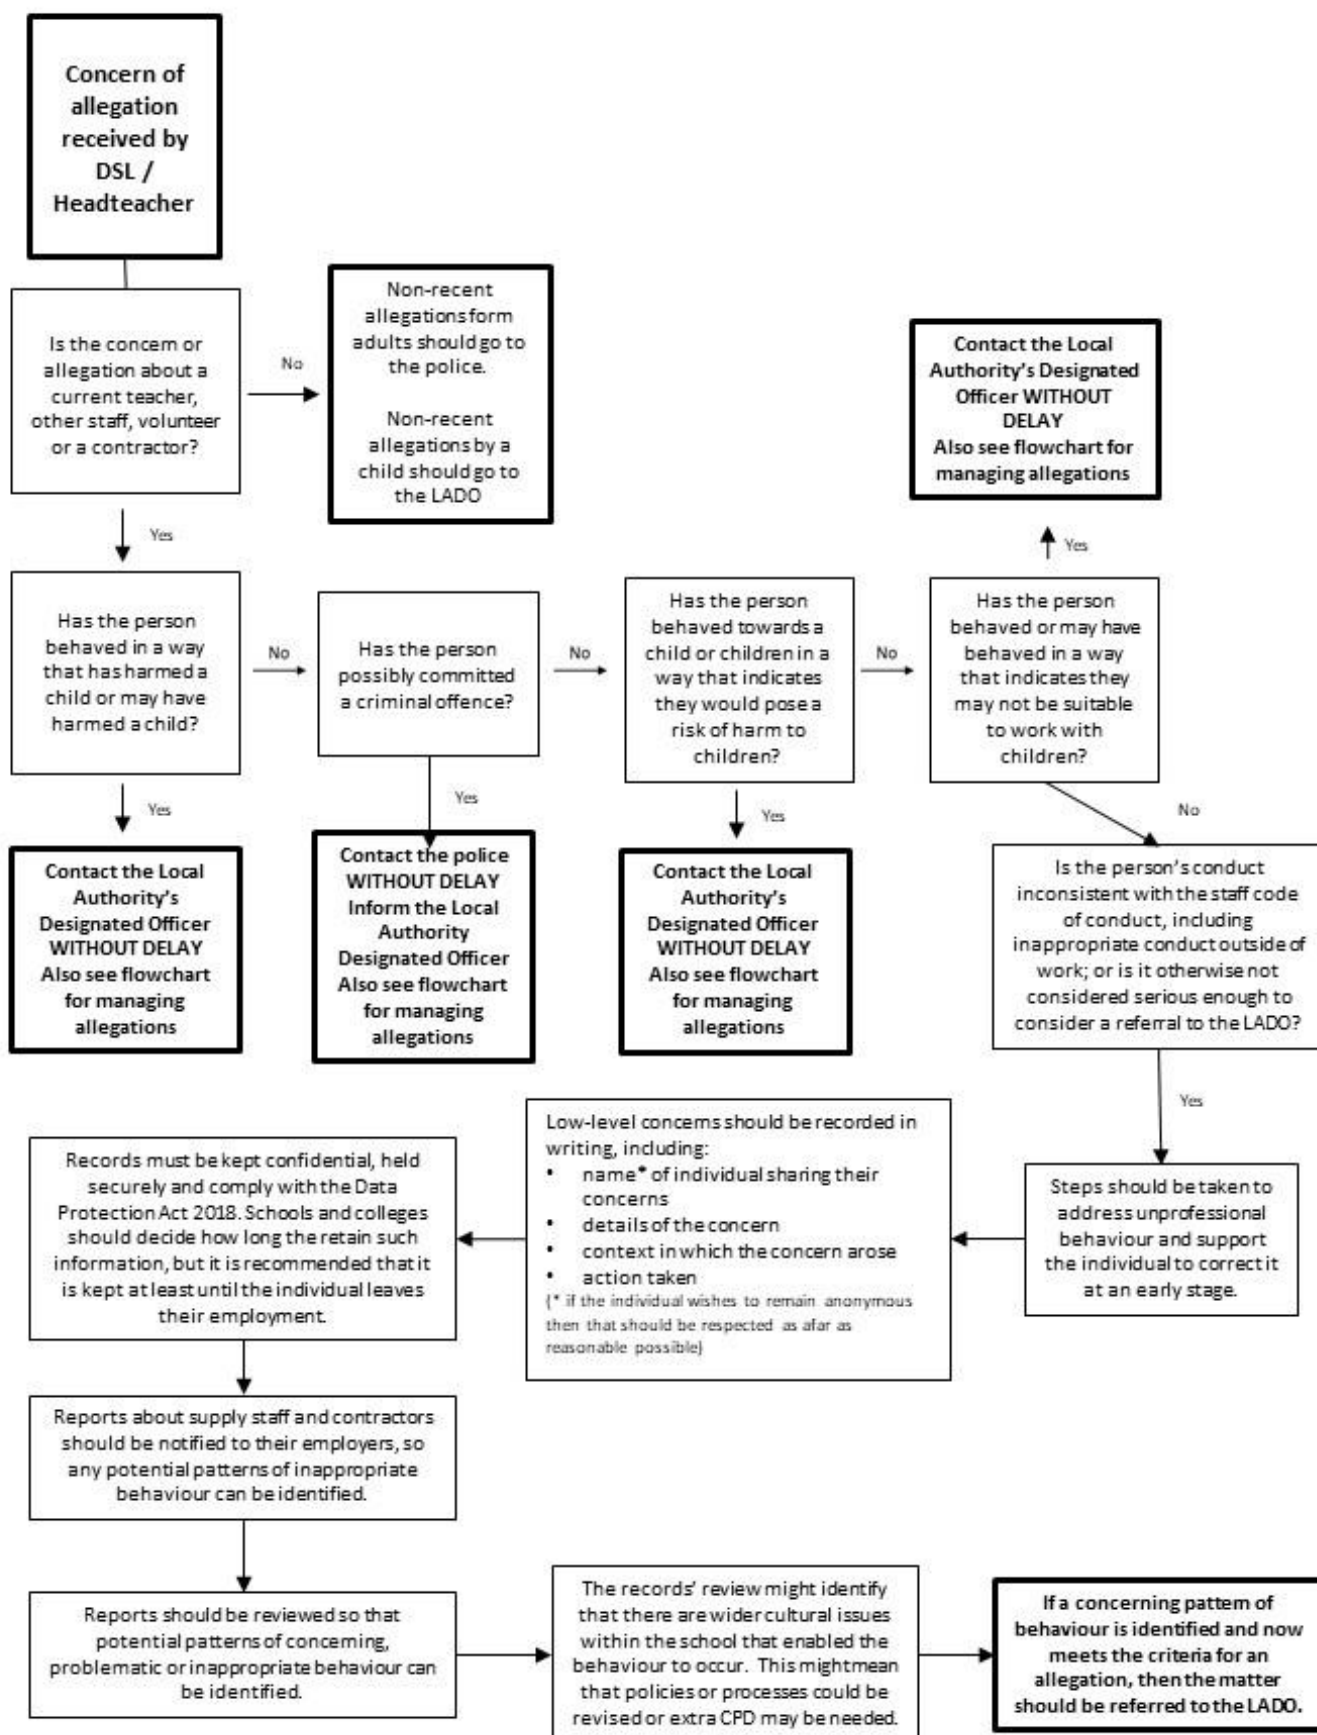 Concern of
allegation
received by
DSL /
Headteacher
Is the concern or
allegation about a
current teacher,
other staff, volunteer
or a contractor?
No
Non-recent
allegations form
adults should go to
the police.
Non-recent
allegations by a
child should go to
the LADO
Contact the Local
Authority's Designated
Officer WITHOUT
DELAY
Also see flowchart for
managing allegations
Yes
Yes
Has the person
behaved in a way
that has harmed a
child or may have
harmed a child?
No
Has the person
possibly committed
a criminal offence?
No
Has the person
behaved towards a
child or children in a
way that indicates
they would pose a
risk of harm to
children?
No
Has the person
behaved or may have
behaved in a way
that indicates they
may not be suitable
to work with
children?
Yes
Yes
Yes
No
Contact the Local
Authority's
Designated Officer
WITHOUT DELAY
Also see flowchart
for managing
allegations
Contact the police
WITHOUT DELAY
Inform the Local
Authority
Designated Officer
Also see flowchart
for managing
allegations
Contact the Local
Authority's
Designated Officer
WITHOUT DELAY
Also see flowchart
for managing
allegations
Is the person's conduct
inconsistent with the staff code
of conduct, including
inappropriate conduct outside of
work; or is it otherwise not
considered serious enough to
consider a referral to the LADO?
Yes
Steps should be taken to
address unprofessional
behaviour and support
the individual to correct it
at an early stage.
Low-level concerns should be recorded in
writing, including:
• name* of individual sharing their
concerns
• details of the concern
• context in which the concern arose
• action taken
(* if the individual wishes to remain anonymous
then that should be respected as afar as
reasonable possible)
Records must be kept confidential, held
securely and comply with the Data
Protection Act 2018. Schools and colleges
should decide how long the retain such
information, but it is recommended that it
is kept at least until the individual leaves
their employment.
Reports about supply staff and contractors
should be notified to their employers, so
any potential patterns of inappropriate
behaviour can be identified.
Reports should be reviewed so that
potential patterns of concerning,
problematic or inappropriate behaviour can
be identified.
The records' review might identify
that there are wider cultural issues
within the school that enabled the
behaviour to occur. This might mean
that policies or processes could be
revised or extra CPD may be needed.
If a concerning pattern of
behaviour is identified and now
meets the criteria for an
allegation, then the matter
should be referred to the LADO.